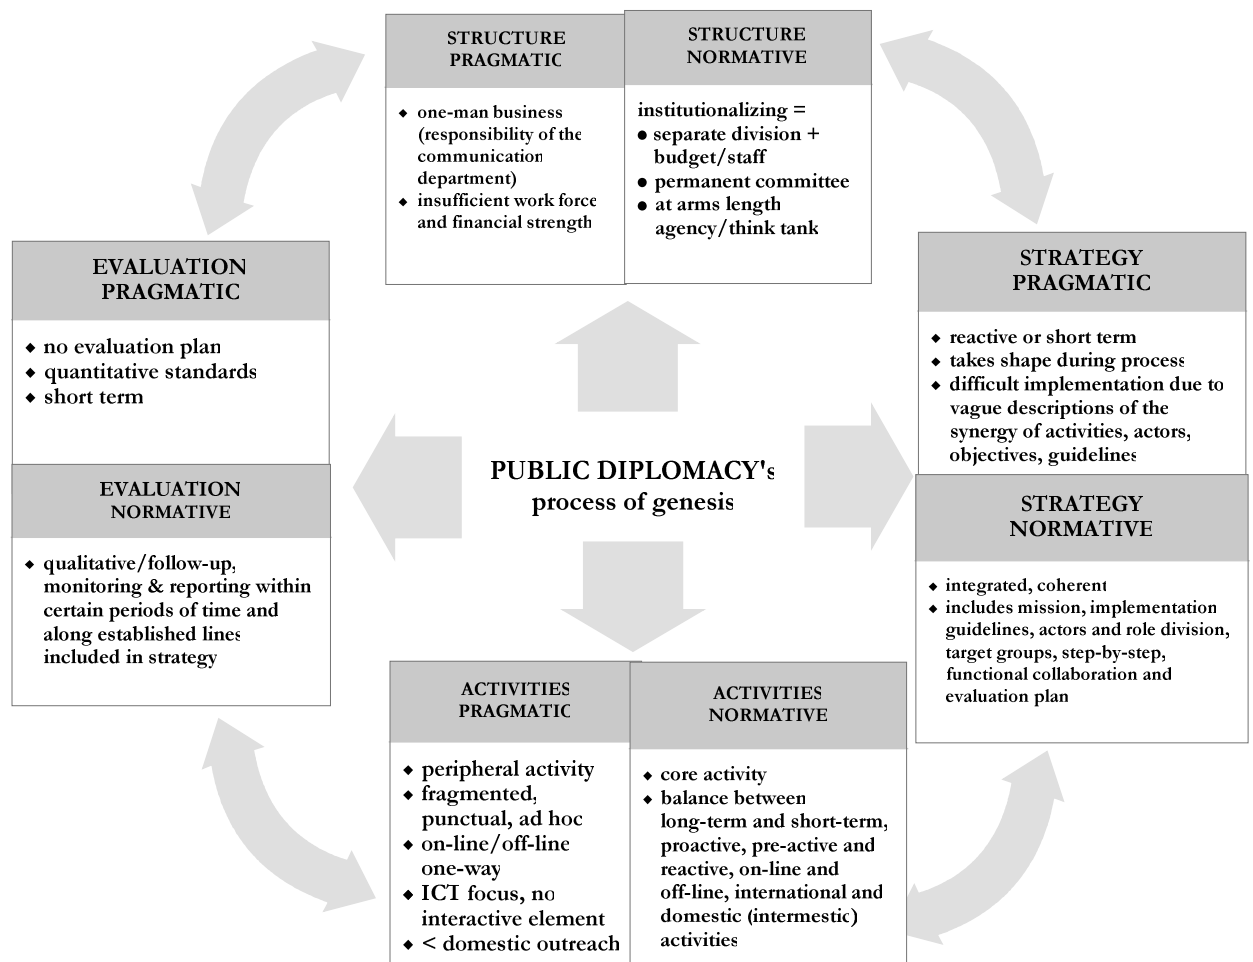 STRUCTURE
PRAGMATIC
◆ one-man business
(responsibility of the
communication
department)
◆ insufficient work force
and financial strength
STRUCTURE
NORMATIVE
institutionalizing =
● separate division +
budget/staff
● permanent committee
● at arms length
agency/think tank
EVALUATION
PRAGMATIC
◆ no evaluation plan
◆ quantitative standards
◆ short term
EVALUATION
NORMATIVE
◆ qualitative/follow-up,
monitoring & reporting within
certain periods of time and
along established lines
included in strategy
PUBLIC DIPLOMACY's
process of genesis
STRATEGY
PRAGMATIC
◆ reactive or short term
◆ takes shape during process
◆ difficult implementation due to
vague descriptions of the
synergy of activities, actors,
objectives, guidelines
STRATEGY
NORMATIVE
◆ integrated, coherent
◆ includes mission, implementation
guidelines, actors and role division,
target groups, step-by-step,
functional collaboration and
evaluation plan
ACTIVITIES
PRAGMATIC
◆ peripheral activity
◆ fragmented,
punctual, ad hoc
◆ on-line/off-line
one-way
◆ ICT focus, no
interactive element
◆ < domestic outreach
ACTIVITIES
NORMATIVE
◆ core activity
◆ balance between
long-term and short-term,
proactive, pre-active and
reactive, on-line and
off-line, international and
domestic (intermestic)
activities